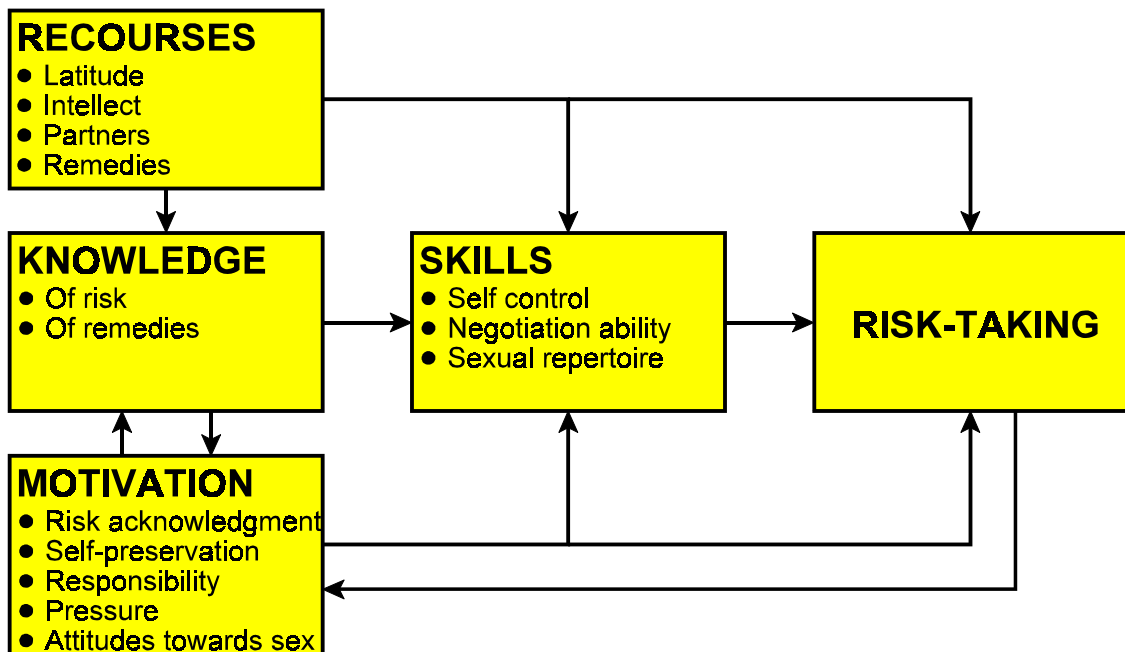 RECOURSES
● Latitude
● Intellect
● Partners
● Remedies
KNOWLEDGE
● Of risk
● Of remedies
SKILLS
● Self control
● Negotiation ability
● Sexual repertoire
RISK-TAKING
MOTIVATION
● Risk acknowledgment
● Self-preservation
● Responsibility
● Pressure
● Attitudes towards sex